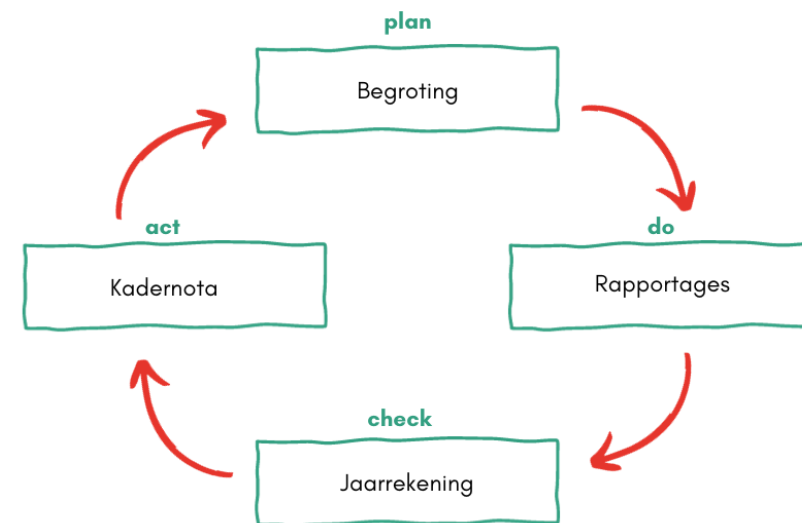 plan
Begroting
act
do
Kadernota
Rapportages
check
Jaarrekening